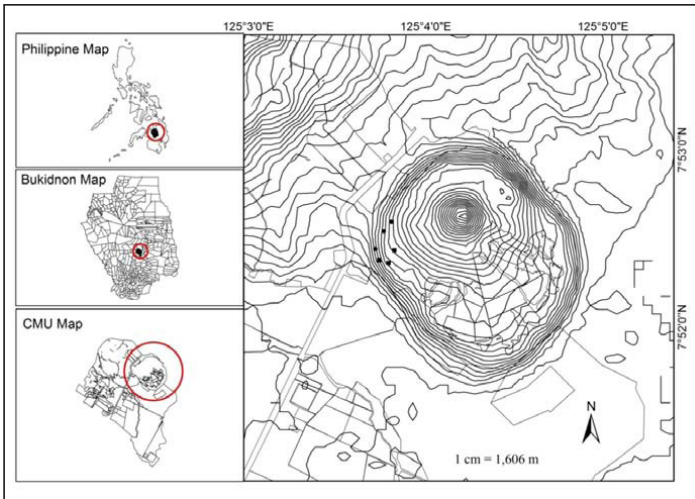 Philippine Map
Bukidnon Map
CMU Map
125°3'0"E
125°4'0"E
125°5'0"E
7°53'0"N
7°52'0"N
N
1 cm = 1,606 m